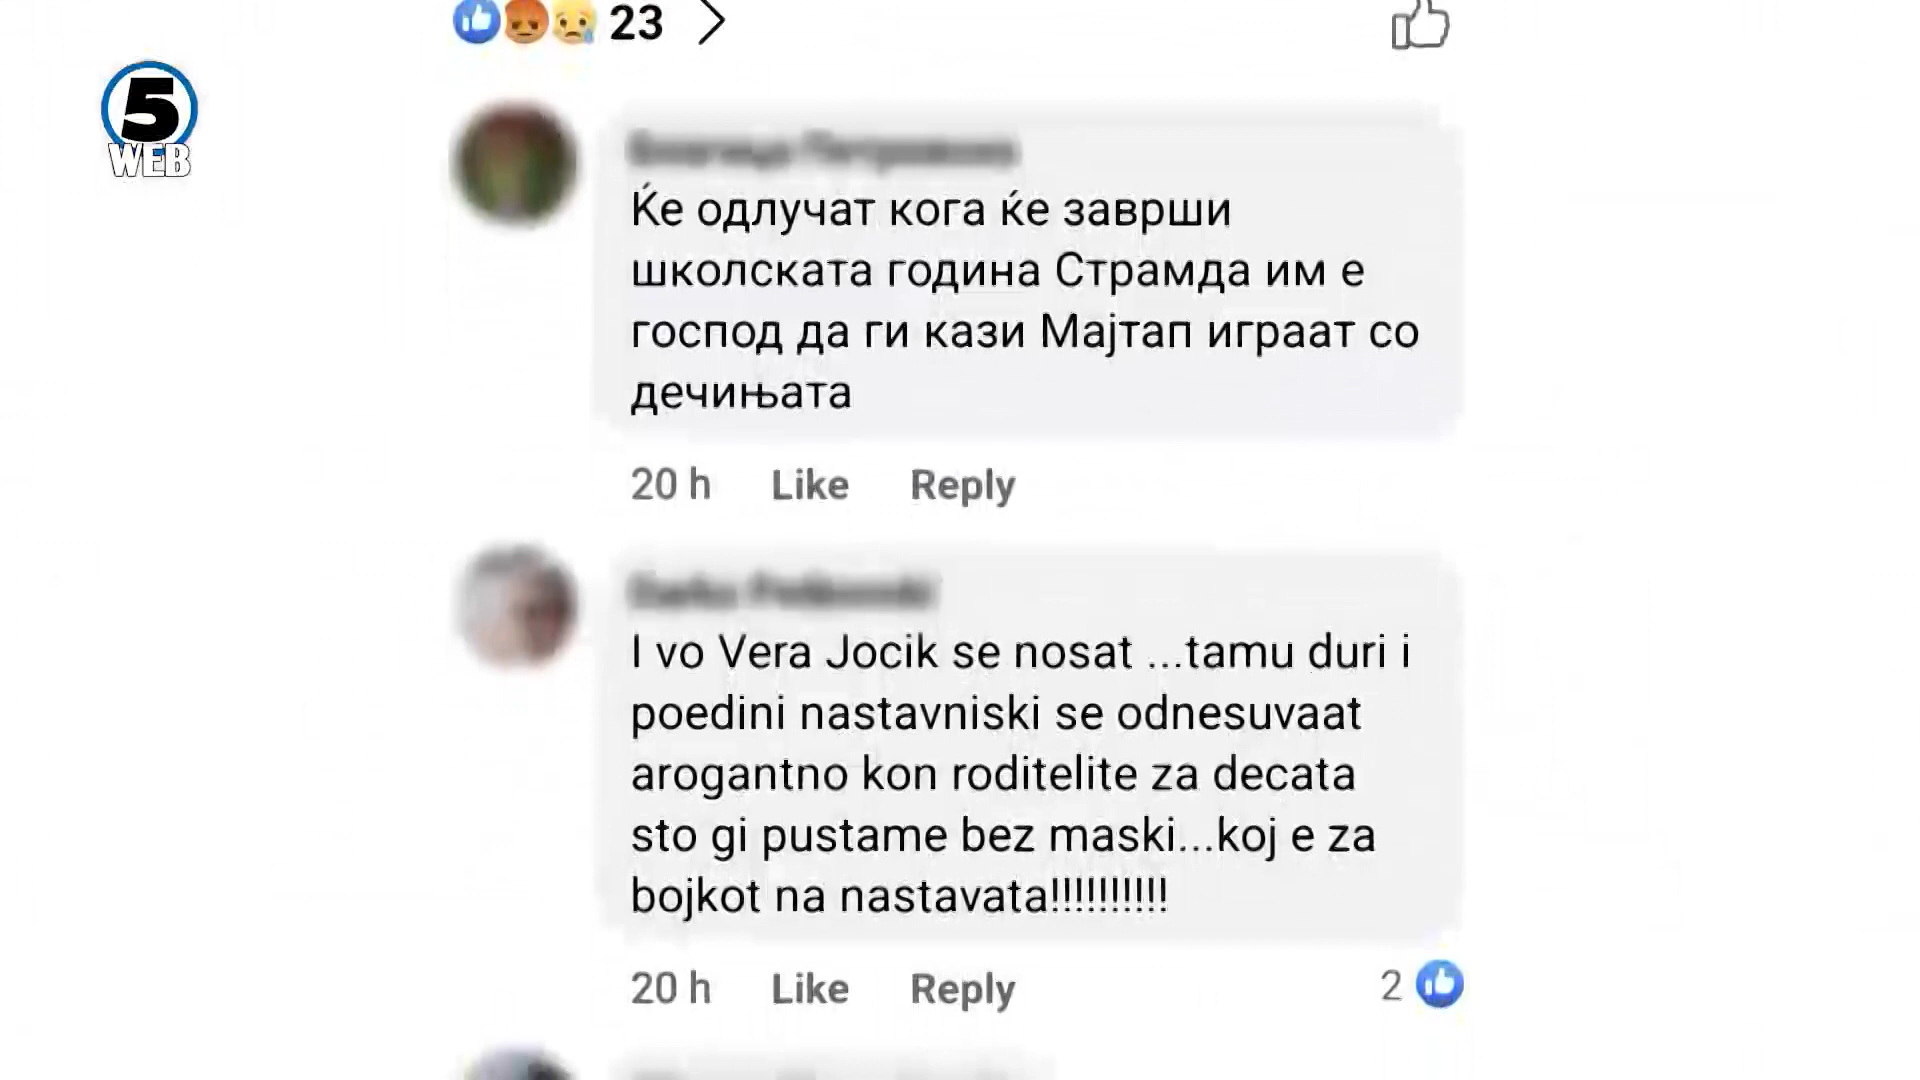 23
5
WEB
Ќе одлучат кога ќе заврши
школската година Страмда им е
господ да ги кази Мајтап играат со
дечињата
20 h Like Reply
I vo Vera Jocik se nosat ...tamu duri i
poedini nastavniski se odnesuvaat
arogantno kon roditelite za decata
sto gi pustame bez maski...koj e za
bojkot na nastavata!!!!!!!!!!
20 h Like Reply 2